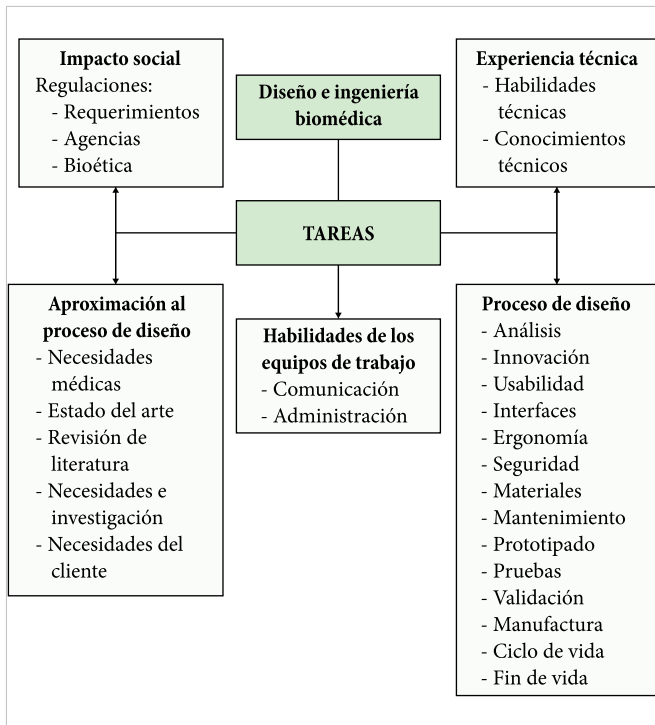 Impacto social
Regulaciones:
- Requerimientos
- Agencias
- Bioética
Diseño e ingeniería
biomédica
Experiencia técnica
- Habilidades
técnicas
- Conocimientos
técnicos
TAREAS
Aproximación al
proceso de diseño
- Necesidades
médicas
- Estado del arte
- Revisión de
literatura
- Necesidades e
investigación
- Necesidades del
cliente
Habilidades de los
equipos de trabajo
- Comunicación
- Administración
Proceso de diseño
- Análisis
- Innovación
- Usabilidad
- Interfaces
- Ergonomía
- Seguridad
- Materiales
- Mantenimiento
- Prototipado
- Pruebas
- Validación
- Manufactura
- Ciclo de vida
- Fin de vida